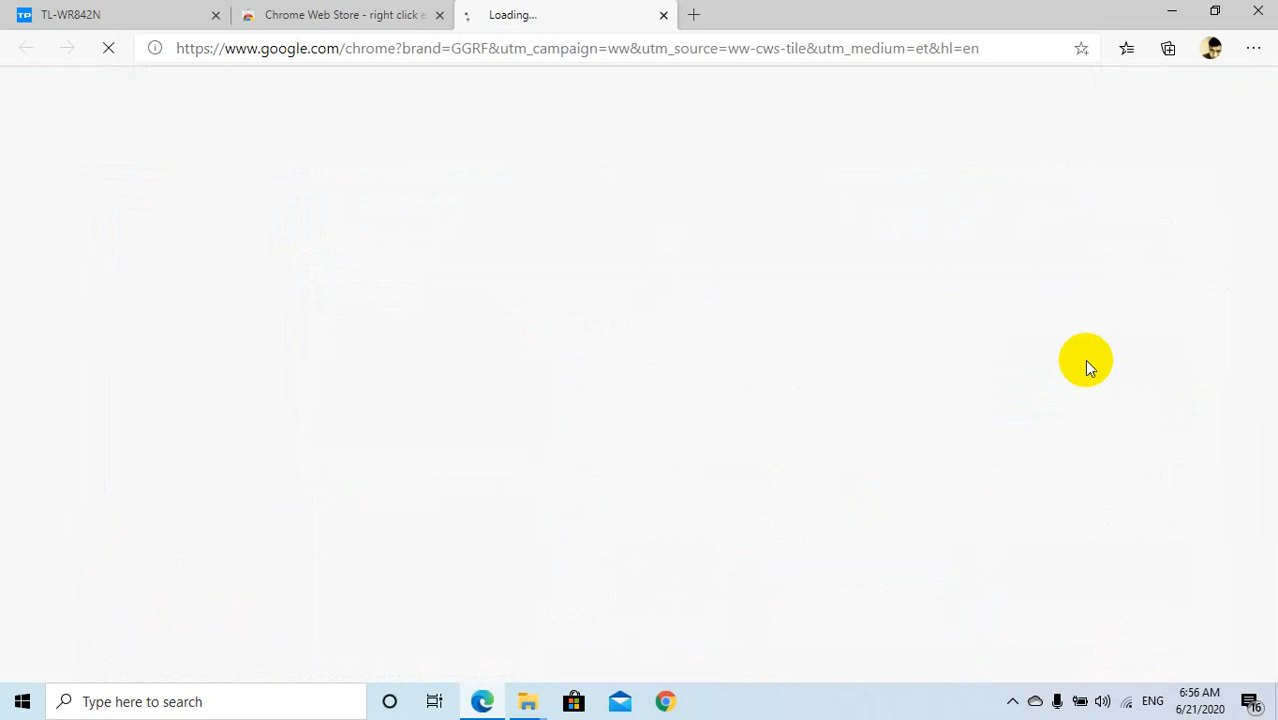 TP TL-WR842N
Chrome Web Store - right click e
Loading...
https://www.google.com/chrome?brand=GGRF&utm_campaign=ww&utm_source=ww-cws-tile&utm_medium=et&hl=en
Type here to search
ENG
6:56 AM
6/21/2020
16